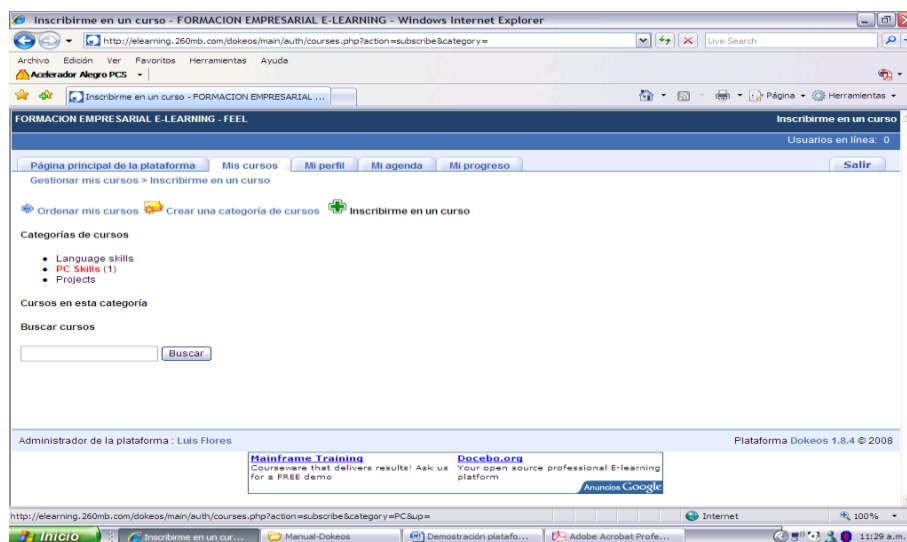 Inscribirme en un curso - FORMACION EMPRESARIAL E-LEARNING - Windows Internet Explorer
http://elearning.260mb.com/dokeos/main/auth/courses.php?action=subscribe&category=
Live Search
Archivo Edición Ver Favoritos Herramientas Ayuda
Acelerador Alegro PCS
Inscribirme en un curso - FORMACION EMPRESARIAL ...
Página Herramientas
FORMACION EMPRESARIAL E-LEARNING - FEEL Inscribirme en un curso
Usuarios en línea: 0
Página principal de la plataforma Mis cursos Mi perfil Mi agenda Mi progreso Salir
Gestionar mis cursos > Inscribirme en un curso
Ordenar mis cursos Crear una categoría de cursos Inscribirme en un curso
Categorías de cursos
Language skills
PC Skills (1)
Projects
Cursos en esta categoría
Buscar cursos
Buscar
Administrador de la plataforma : Luis Flores Plataforma Dokeos 1.8.4 © 2008
Mainframe Training Docebo.org
Courseware that delivers results! Ask us Your open source professional E-learning
for a FREE demo platform
Anuncios Google
http://elearning.260mb.com/dokeos/main/auth/courses.php?action=subscribe&category=PC&up= Internet 100%
Inicio Inscribirme en un cur... Manual-Dokeos Demostración platafo... Adobe Acrobat Profe... 11:29 a.m.